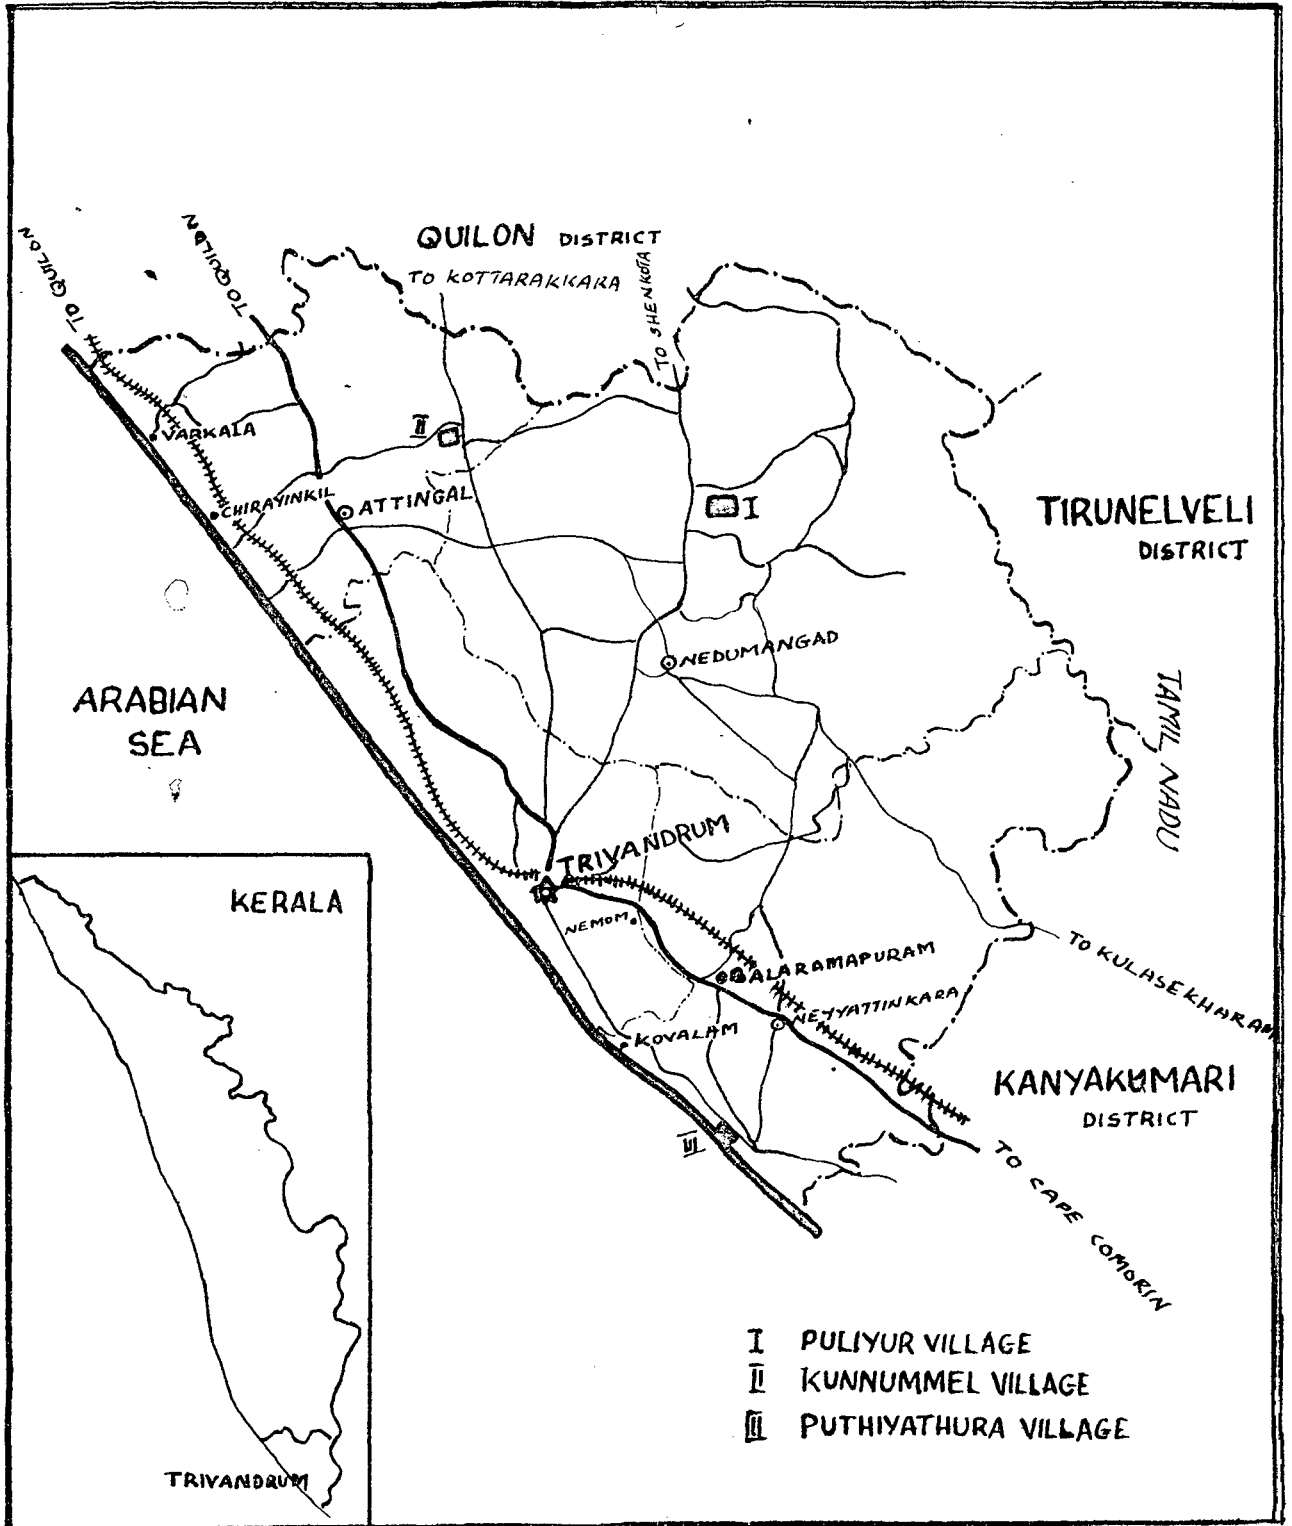 QUILON DISTRICT
TO KOTTARAKKARA
TO SHENKOTA
TO QUILON
TO QUILON
VARKALA
II
CHIRAYINKIL
ATTINGAL
I
TIRUNELVELI
DISTRICT
NEDUMANGAD
ARABIAN
SEA
TAMIL NADU
TRIVANDRUM
NEMOM
BALARAMAPURAM
TO KULASEKHARAM
NEYYATTINKARA
KOVALAM
KANYAKUMARI
DISTRICT
III
TO CAPE COMORIN
KERALA
TRIVANDRUM
I PULIYUR VILLAGE
II KUNNUMMEL VILLAGE
III PUTHIYATHURA VILLAGE